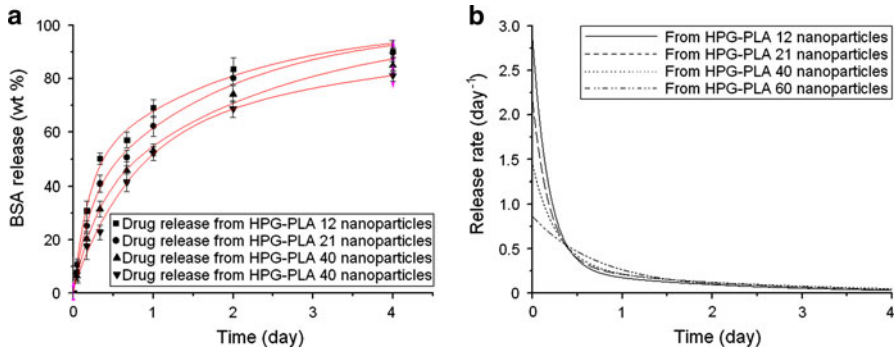 a
BSA release (wt %)
100
80
60
40
20
0
Drug release from HPG-PLA 12 nanoparticles
Drug release from HPG-PLA 21 nanoparticles
Drug release from HPG-PLA 40 nanoparticles
Drug release from HPG-PLA 40 nanoparticles
0 1 2 3 4
Time (day)
b
Release rate (day-1)
3.0
2.5
2.0
1.5
1.0
0.5
0
From HPG-PLA 12 nanoparticles
From HPG-PLA 21 nanoparticles
From HPG-PLA 40 nanoparticles
From HPG-PLA 60 nanoparticles
0 1 2 3 4
Time (day)